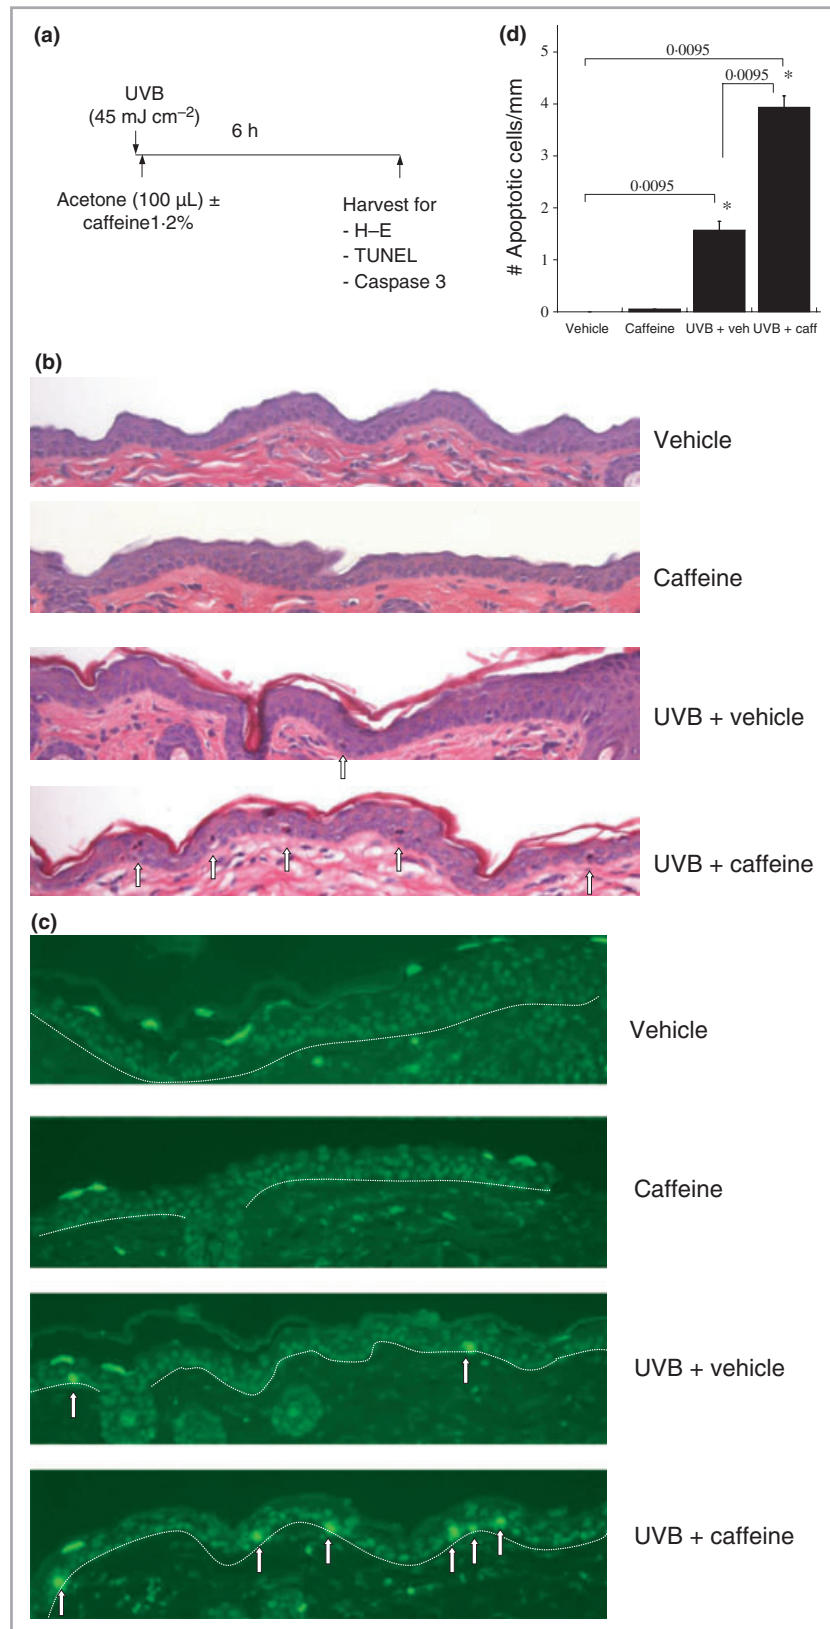 (a)
UVB
(45 mJ cm⁻²)
6 h
Acetone (100 µL) ±
caffeine1·2%
Harvest for
- H–E
- TUNEL
- Caspase 3
(d)
# Apoptotic cells/mm
5
4
3
2
1
0
0·0095
0·0095
*
0·0095
*
Vehicle Caffeine UVB + veh UVB + caff
(b)
Vehicle
Caffeine
UVB + vehicle
UVB + caffeine
(c)
Vehicle
Caffeine
UVB + vehicle
UVB + caffeine